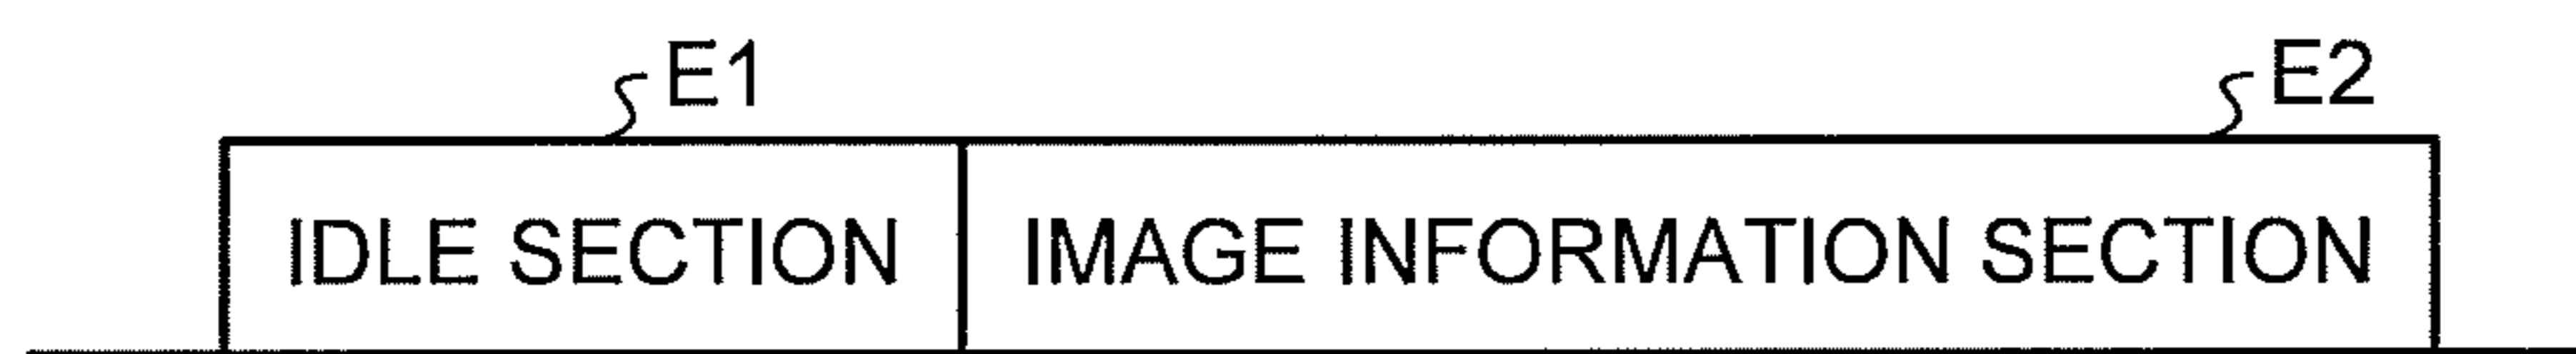 E1 E2
IDLE SECTION IMAGE INFORMATION SECTION